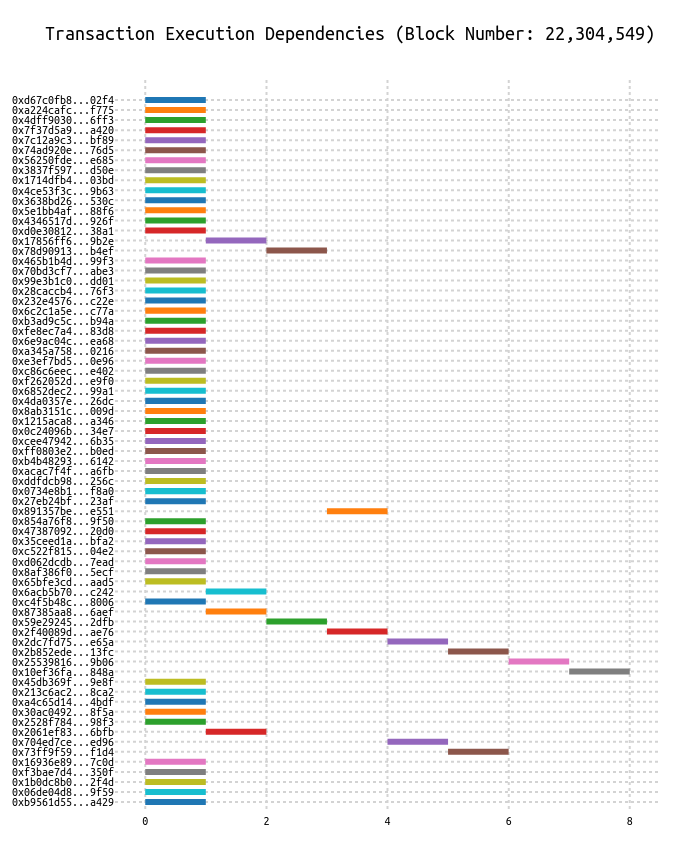 Transaction Execution Dependencies (Block Number: 22,304,549)
0xd67c0fb8...02f4
0xa224cafc...f775
0x4dff9030...6ff3
0x7f37d5a9...a420
0x7c12a9c3...bf89
0x74ad920e...76d5
0x56250fde...e685
0x3837f597...d50e
0x1714dfb4...03bd
0x4ce53f3c...9b63
0x3638bd26...530c
0x5e1bb4af...88f6
0x4346517d...926f
0xd0e30812...38a1
0x17856ff6...9b2e
0x78d90913...b4ef
0x465b1b4d...99f3
0x70bd3cf7...abe3
0x99e3b1c0...dd01
0x28caccb4...76f3
0x232e4576...c22e
0x6c2c1a5e...c77a
0xb3ad9c5c...b94a
0xfe8ec7a4...83d8
0x6e9ac04c...ea68
0xa345a758...0216
0xe3ef7bd5...0e96
0xc86c6eec...e402
0xf262052d...e9f0
0x6852dec2...99a1
0x4da0357e...26dc
0x8ab3151c...009d
0x1215aca8...a346
0x0c24096b...34e7
0xcee47942...6b35
0xff0803e2...b0ed
0xb4b48293...6142
0xacac7f4f...a6fb
0xddfdcb98...256c
0x0734e8b1...f8a0
0x27eb24bf...23af
0x891357be...e551
0x854a76f8...9f50
0x47387092...20d0
0x35ceed1a...bfa2
0xc522f815...04e2
0xd062dcdb...7ead
0x8af386f0...5ecf
0x65bfe3cd...aad5
0x6acb5b70...c242
0xc4f5b48c...8006
0x87385aa8...6aef
0x59e29245...2dfb
0x2f40089d...ae76
0x2dc7fd75...e65a
0x2b852ede...13fc
0x25539816...9b06
0x10ef36fa...848a
0x45db369f...9e8f
0x213c6ac2...8ca2
0xa4c65d14...4bdf
0x30ac0492...8f5a
0x2528f784...98f3
0x2061ef83...6bfb
0x704ed7ce...ed96
0x73ff9f59...f1d4
0x16936e89...7c0d
0xf3bae7d4...350f
0x1b0dc8b0...2f4d
0x06de04d8...9f59
0xb9561d55...a429
0 2 4 6 8